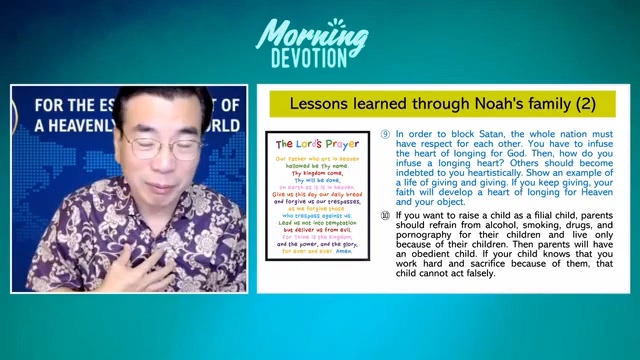 Morning
DEVOTION
FOR THE ES T OF
A HEAVENLY WORLD
Lessons learned through Noah's family (2)
The Lord's Prayer
Our Father who art in heaven
hallowed be thy name.
Thy kingdom come,
Thy will be done,
on earth as it is in heaven.
Give us this day our daily bread
and forgive us our trespasses,
as we forgive those
who trespass against us.
Lead us not into temptation
but deliver us from evil.
For thine is the kingdom,
and the power, and the glory,
for ever and ever. Amen.
⑨ In order to block Satan, the whole nation must
have respect for each other. You have to infuse
the heart of longing for God. Then, how do you
infuse a longing heart? Others should become
indebted to you heartistically. Show an example of
a life of giving and giving. If you keep giving, your
faith will develop a heart of longing for Heaven
and your object.
⑩ If you want to raise a child as a filial child, parents
should refrain from alcohol, smoking, drugs, and
pornography for their children and live only
because of their children. Then parents will have
an obedient child. If your child knows that you
work hard and sacrifice because of them, that
child cannot act falsely.